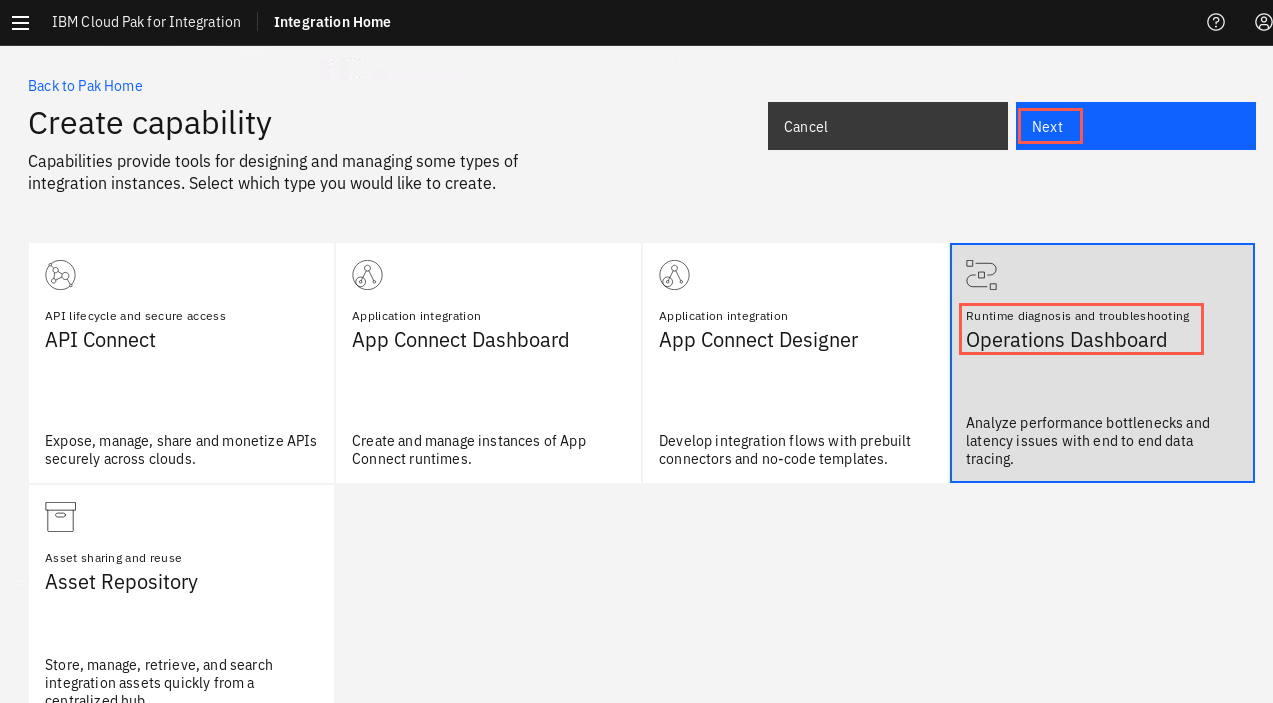 IBM Cloud Pak for Integration
Integration Home
Back to Pak Home
Create capability
Cancel
Next
Capabilities provide tools for designing and managing some types of
integration instances. Select which type you would like to create.
API lifecycle and secure access
API Connect
Expose, manage, share and monetize APIs
securely across clouds.
Application integration
App Connect Dashboard
Create and manage instances of App
Connect runtimes.
Application integration
App Connect Designer
Develop integration flows with prebuilt
connectors and no-code templates.
Runtime diagnosis and troubleshooting
Operations Dashboard
Analyze performance bottlenecks and
latency issues with end to end data
tracing.
Asset sharing and reuse
Asset Repository
Store, manage, retrieve, and search
integration assets quickly from a
centralized hub.